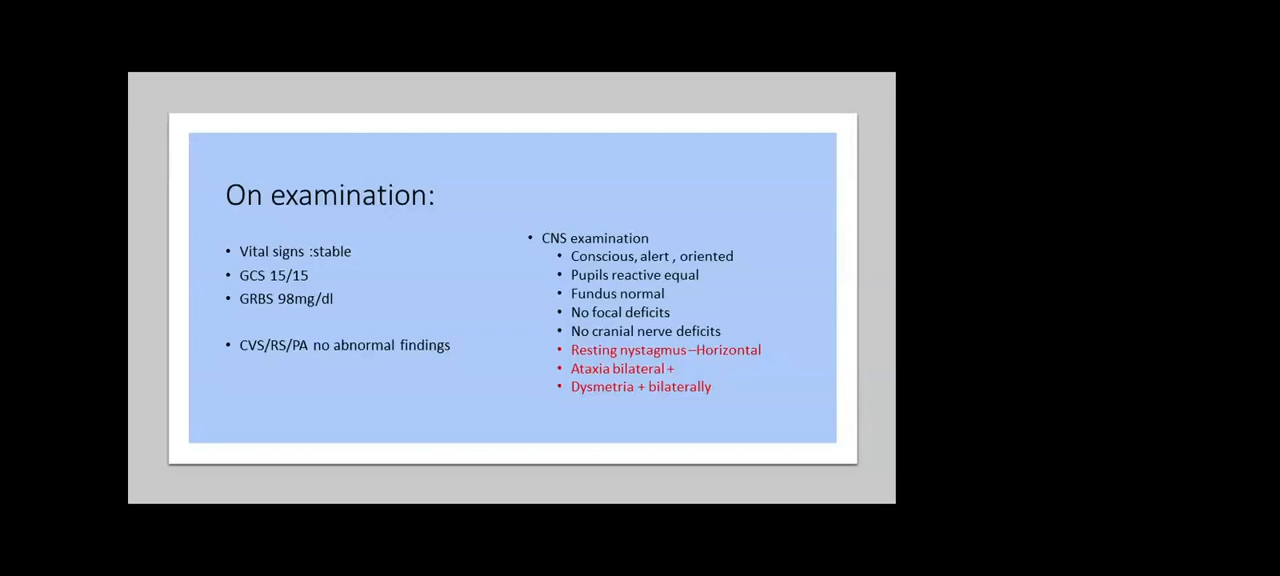 On examination:
• Vital signs :stable
• GCS 15/15
• GRBS 98mg/dl
• CVS/RS/PA no abnormal findings
• CNS examination
• Conscious, alert , oriented
• Pupils reactive equal
• Fundus normal
• No focal deficits
• No cranial nerve deficits
• Resting nystagmus –Horizontal
• Ataxia bilateral +
• Dysmetria + bilaterally